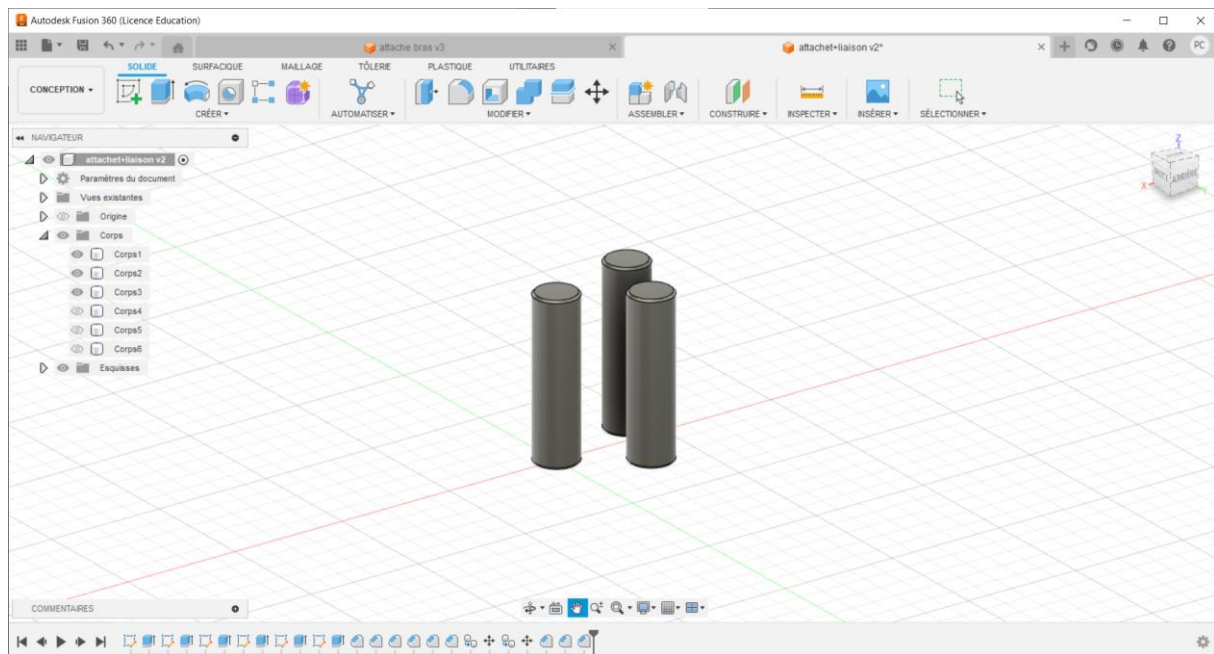 Autodesk Fusion 360 (Licence Education)
attache bras v3
attachet+liaison v2*
PC
CONCEPTION
SOLIDE SURFACIQUE MAILLAGE TÔLERIE PLASTIQUE UTILITAIRES
CRÉER AUTOMATISER MODIFIER ASSEMBLER CONSTRUIRE INSPECTER INSÉRER SÉLECTIONNER
NAVIGATEUR
attachet+liaison v2
Paramètres du document
Vues existantes
Origine
Corps
Corps1
Corps2
Corps3
Corps4
Corps5
Corps6
Esquisses
Z
X
ARRIÈRE
COMMENTAIRES